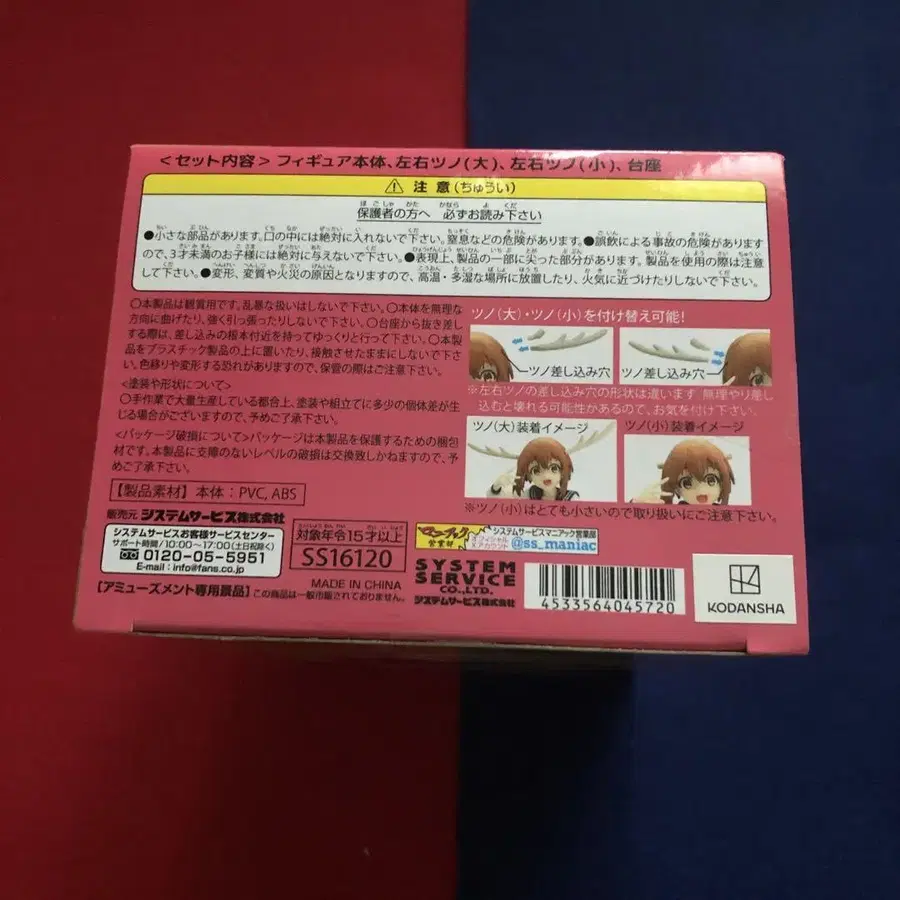 <セット内容> フィギュア本体、左右ツノ(大)、左右ツノ(小)、台座
⚠ 注 意 (ちゅうい)
保護者の方へ 必ずお読み下さい
●小さな部品があります。口の中には絶対に入れないで下さい。窒息などの危険があります。●誤飲による事故の危険があります
ので、3才未満のお子様には絶対に与えないで下さい。●表現上、製品の一部に尖った部分があります。製品を使用の際は注意
して下さい。●変形、変質や火災の原因となりますので、高温・多湿な場所に放置したり、火気に近づけたりしないで下さい。
○本製品は観賞用です。乱暴な扱いはしないで下さい。○本体を無理な
方向に曲げたり、強く引っ張ったりしないで下さい。○台座から抜き差し
する際は、差し込みの根本付近を持ってゆっくりと行って下さい。○本製品
をプラスチック製品の上に置いたり、接触させたままにしないで下さ
い。色移りや変形する恐れがありますので、保管の際はご注意下さい。
<塗装や形状について>
○手作業で大量生産している都合上、塗装や組立てに多少の個体差が生
じる場合がございますので、予めご了承下さい。
<パッケージ破損について>パッケージは本製品を保護するための梱包
材です。本製品に支障のないレベルの破損は交換致しかねますので、予
めご了承下さい。
【製品素材】本体:PVC, ABS
ツノ(大)・ツノ(小)を付け替え可能!
ツノ差し込み穴
ツノ差し込み穴
※左右ツノの差し込み穴の形状は違います 無理やり差し
込むと壊れる可能性があるので、お気を付け下さい。
ツノ(大)装着イメージ
ツノ(小)装着イメージ
※ツノ(小)はとても小さいので取り扱いにご注意下さい。
販売元 システムサービス株式会社
システムサービスお客様サービスセンター
サポート時間/10:00~17:00(土日祝除く)
0120-05-5951
E-mail : info@fans.co.jp
対象年令15才以上
SS16120
マニアック
営業部
システムサービスマニアック営業部
オフィシャル
Xアカウント
@ss_maniac
SYSTEM
SERVICE
CO.,LTD.
システムサービス株式会社
4533564045720
KODANSHA
MADE IN CHINA
【アミューズメント専用景品】この商品は一般市販されておりません。